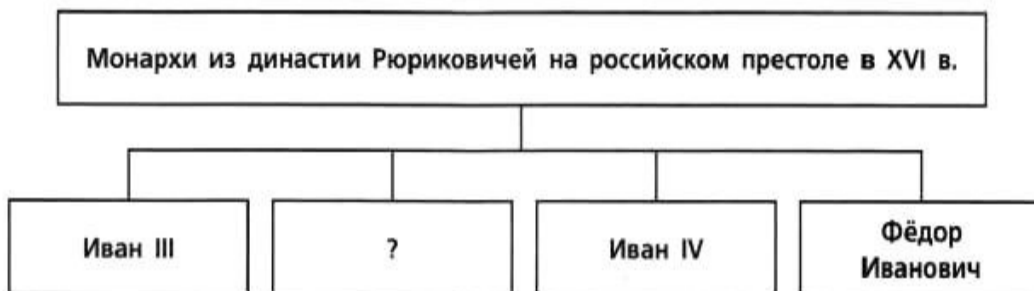 Монархи из династии Рюриковичей на российском престоле в XVI в.
Иван III
?
Иван IV
Фёдор
Иванович